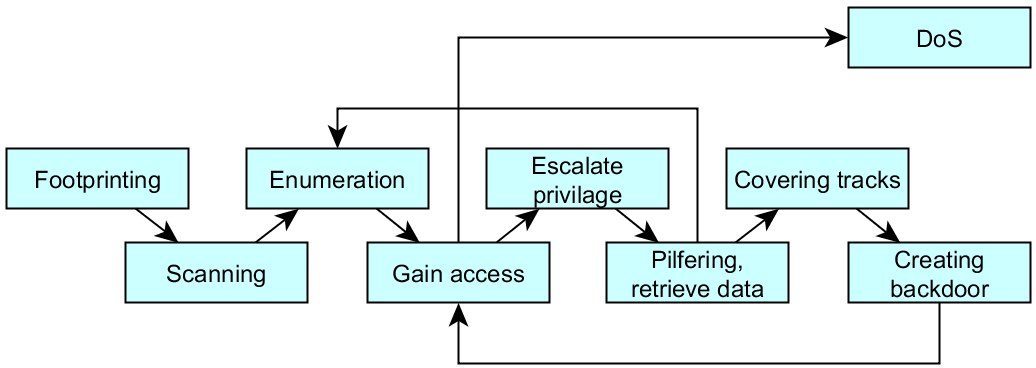 DoS
Footprinting
Enumeration
Escalate
privilage
Covering tracks
Scanning
Gain access
Pilfering,
retrieve data
Creating
backdoor